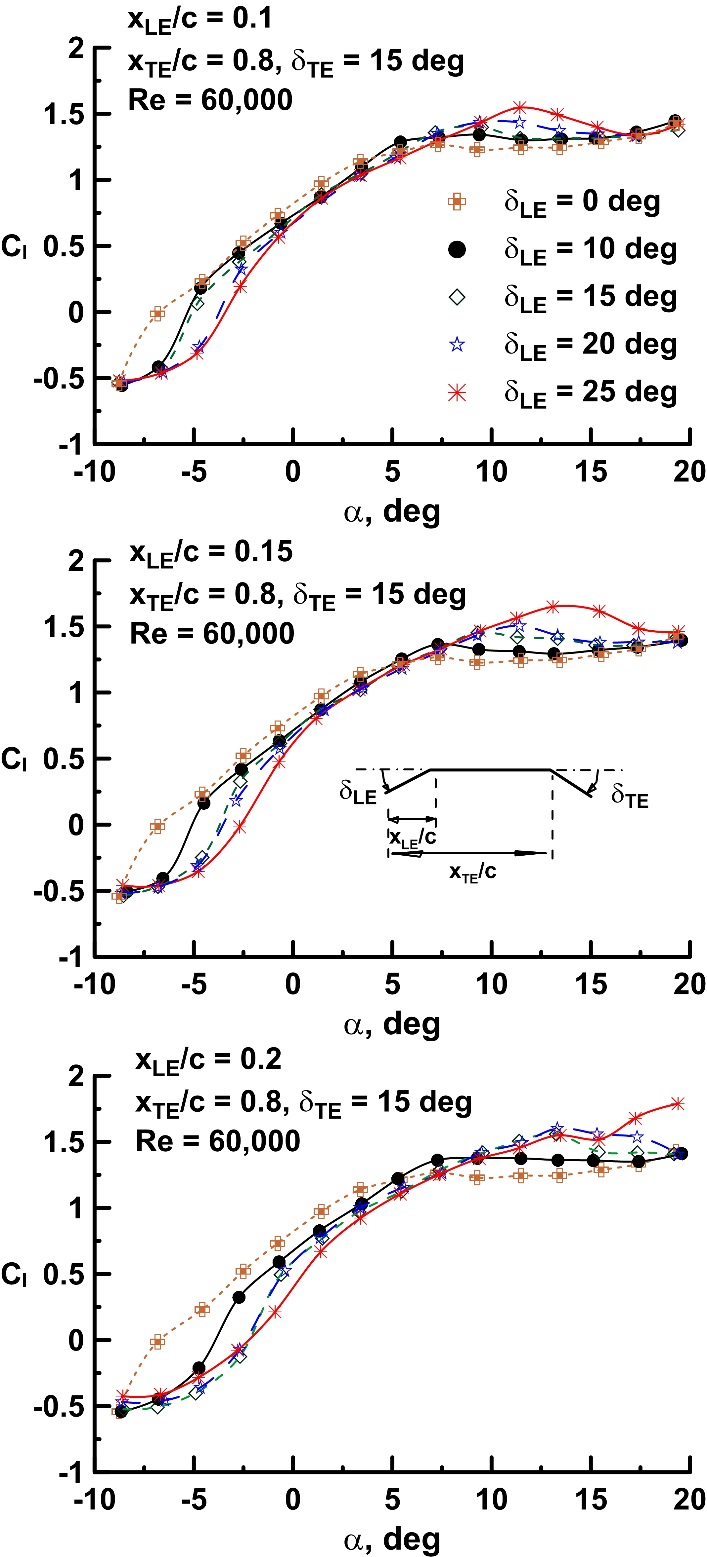 x_LE/c = 0.1
x_TE/c = 0.8, δ_TE = 15 deg
Re = 60,000
2
1.5
1
0.5
0
-0.5
-1
C_l
δ_LE = 0 deg
δ_LE = 10 deg
δ_LE = 15 deg
δ_LE = 20 deg
δ_LE = 25 deg
-10 -5 0 5 10 15 20
α, deg
x_LE/c = 0.15
x_TE/c = 0.8, δ_TE = 15 deg
Re = 60,000
2
1.5
1
0.5
0
-0.5
-1
C_l
δ_LE
δ_TE
x_LE/c
x_TE/c
-10 -5 0 5 10 15 20
α, deg
x_LE/c = 0.2
x_TE/c = 0.8, δ_TE = 15 deg
Re = 60,000
2
1.5
1
0.5
0
-0.5
-1
C_l
-10 -5 0 5 10 15 20
α, deg